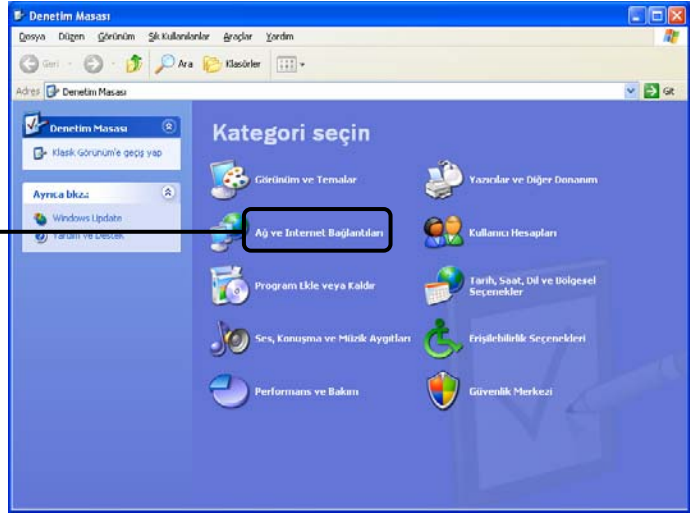 Denetim Masası
Dosya Düzen Görünüm Sık Kullanılanlar Araçlar Yardım
Geri Ara Klasörler
Adres Denetim Masası Git
Denetim Masası
Klasik Görünüm'e geçiş yap
Ayrıca bkz.:
Windows Update
Yardım ve Destek
Kategori seçin
Görünüm ve Temalar
Yazıcılar ve Diğer Donanım
Ağ ve Internet Bağlantıları
Kullanıcı Hesapları
Program Ekle veya Kaldır
Tarih, Saat, Dil ve Bölgesel
Seçenekler
Ses, Konuşma ve Müzik Aygıtları
Erişilebilirlik Seçenekleri
Performans ve Bakım
Güvenlik Merkezi